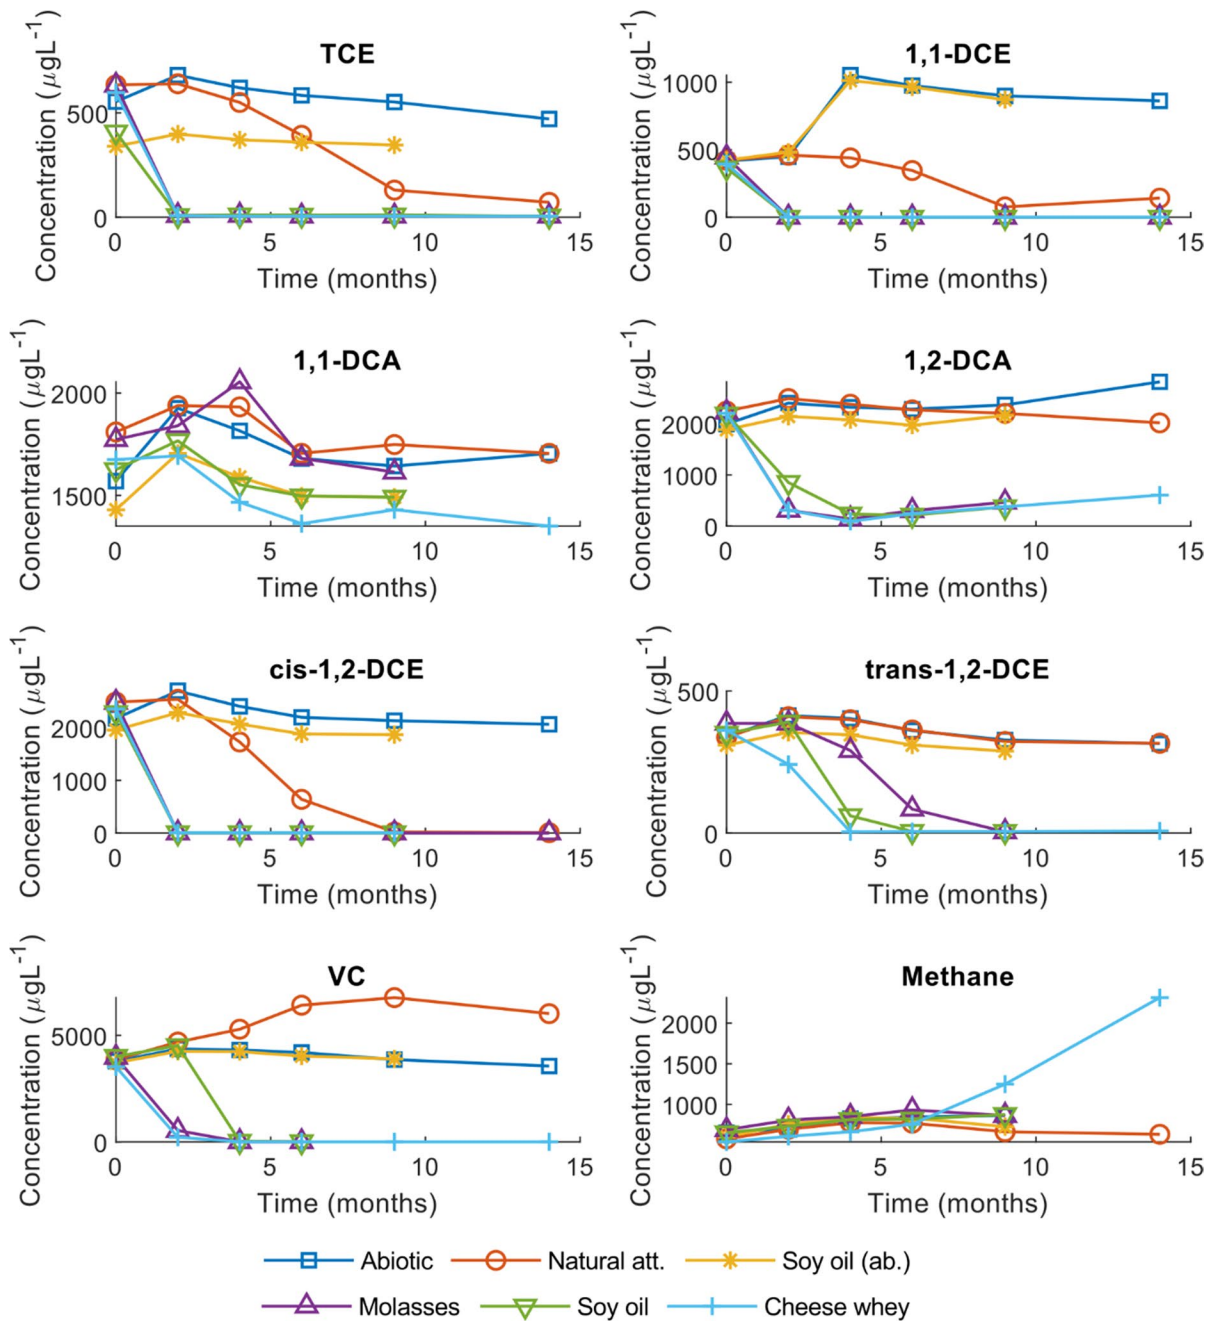 TCE
Concentration (μgL⁻¹)
500
0
0 5 10 15
Time (months)
1,1-DCE
Concentration (μgL⁻¹)
1000
500
0
0 5 10 15
Time (months)
1,1-DCA
Concentration (μgL⁻¹)
2000
1500
0 5 10 15
Time (months)
1,2-DCA
Concentration (μgL⁻¹)
2000
1000
0
0 5 10 15
Time (months)
cis-1,2-DCE
Concentration (μgL⁻¹)
2000
1000
0
0 5 10 15
Time (months)
trans-1,2-DCE
Concentration (μgL⁻¹)
500
0
0 5 10 15
Time (months)
VC
Concentration (μgL⁻¹)
5000
0
0 5 10 15
Time (months)
Methane
Concentration (μgL⁻¹)
2000
1500
1000
0 5 10 15
Time (months)
Abiotic Natural att. Soy oil (ab.)
Molasses Soy oil Cheese whey